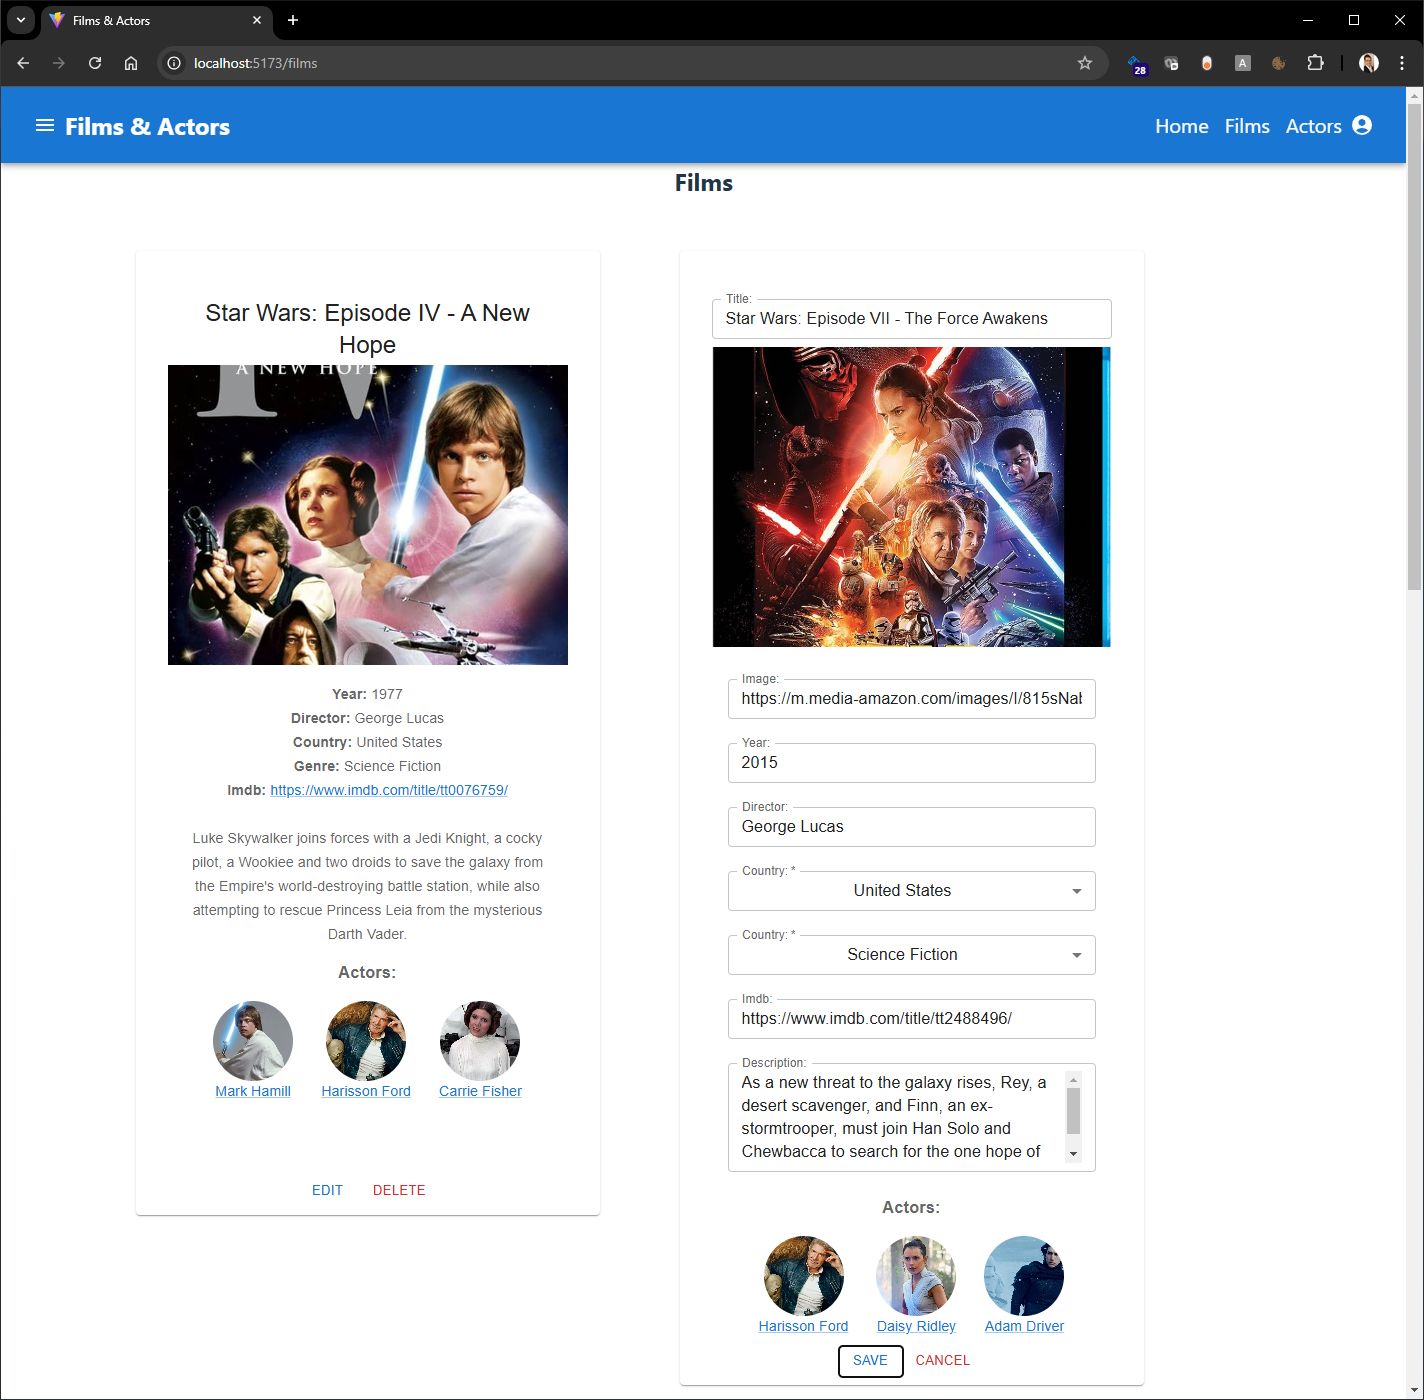 Films & Actors
localhost:5173/films
28
A
Films & Actors
Home Films Actors
Films
Star Wars: Episode IV - A New
Hope
A NEW HOPE
Year: 1977
Director: George Lucas
Country: United States
Genre: Science Fiction
Imdb: https://www.imdb.com/title/tt0076759/
Luke Skywalker joins forces with a Jedi Knight, a cocky
pilot, a Wookiee and two droids to save the galaxy from
the Empire's world-destroying battle station, while also
attempting to rescue Princess Leia from the mysterious
Darth Vader.
Actors:
Mark Hamill Harisson Ford Carrie Fisher
EDIT DELETE
Title:
Star Wars: Episode VII - The Force Awakens
Image:
https://m.media-amazon.com/images/I/815sNab
Year:
2015
Director:
George Lucas
Country: *
United States
Country: *
Science Fiction
Imdb:
https://www.imdb.com/title/tt2488496/
Description:
As a new threat to the galaxy rises, Rey, a
desert scavenger, and Finn, an ex-
stormtrooper, must join Han Solo and
Chewbacca to search for the one hope of
Actors:
Harisson Ford Daisy Ridley Adam Driver
SAVE CANCEL